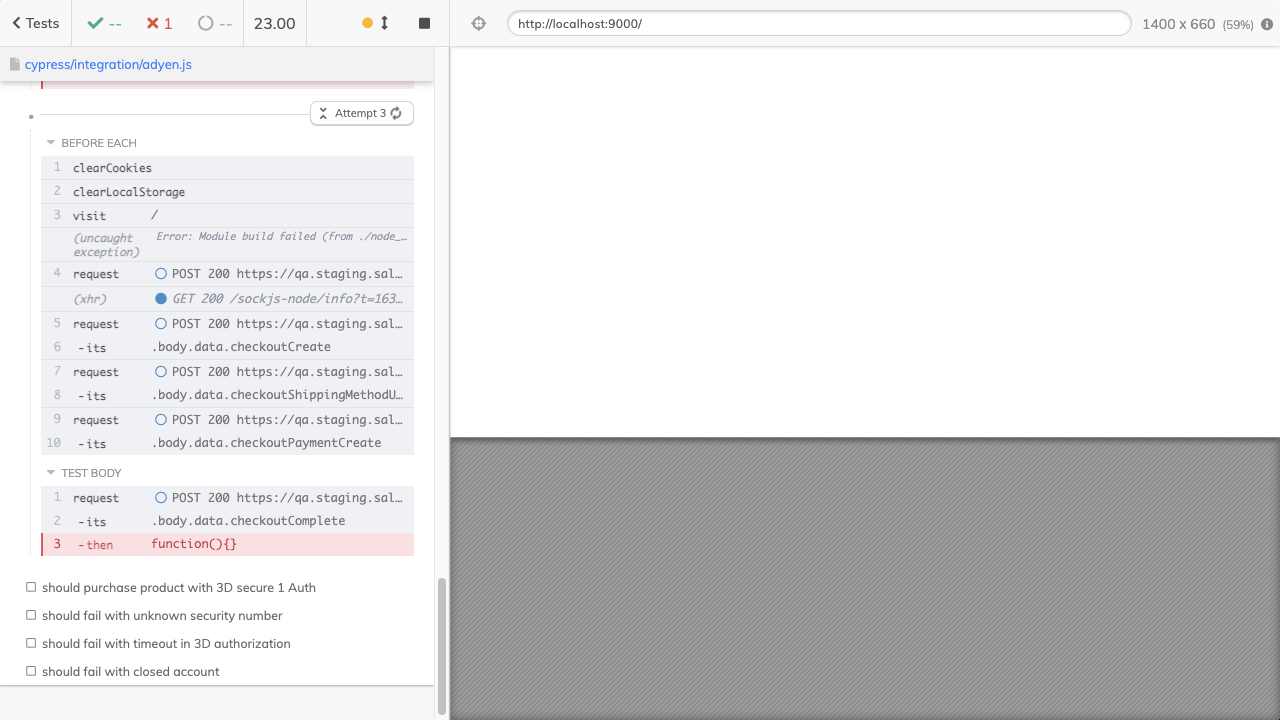 Tests -- 1 -- 23.00 http://localhost:9000/ 1400 x 660 (59%)
cypress/integration/adyen.js
Attempt 3
BEFORE EACH
1 clearCookies
2 clearLocalStorage
3 visit /
(uncaught exception) Error: Module build failed (from ./node_…
4 request POST 200 https://qa.staging.sal…
(xhr) GET 200 /sockjs-node/info?t=163…
5 request POST 200 https://qa.staging.sal…
6 -its .body.data.checkoutCreate
7 request POST 200 https://qa.staging.sal…
8 -its .body.data.checkoutShippingMethodU…
9 request POST 200 https://qa.staging.sal…
10 -its .body.data.checkoutPaymentCreate
TEST BODY
1 request POST 200 https://qa.staging.sal…
2 -its .body.data.checkoutComplete
3 -then function(){}
should purchase product with 3D secure 1 Auth
should fail with unknown security number
should fail with timeout in 3D authorization
should fail with closed account